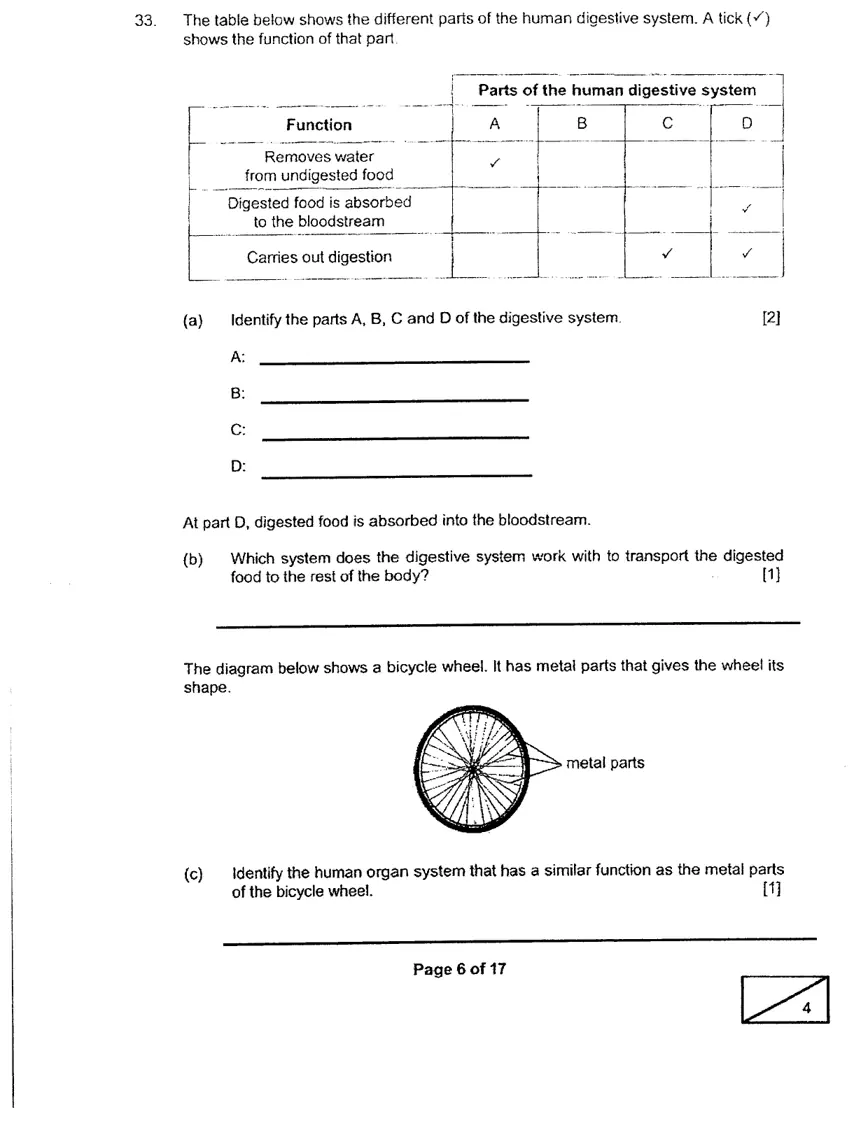 33. The table below shows the different parts of the human digestive system. A tick (✓)
shows the function of that part.
Parts of the human digestive system
Function A B C D
Removes water
from undigested food ✓
Digested food is absorbed
to the bloodstream ✓
Carries out digestion ✓ ✓
(a) Identify the parts A, B, C and D of the digestive system. [2]
A:
B:
C:
D:
At part D, digested food is absorbed into the bloodstream.
(b) Which system does the digestive system work with to transport the digested
food to the rest of the body? [1]
The diagram below shows a bicycle wheel. It has metal parts that gives the wheel its
shape.
metal parts
(c) Identify the human organ system that has a similar function as the metal parts
of the bicycle wheel. [1]
Page 6 of 17
4